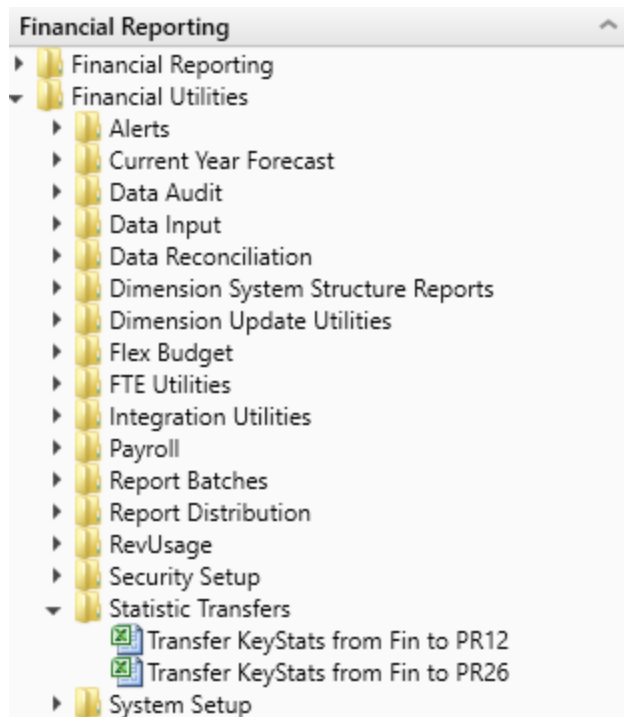 Financial Reporting
Financial Reporting
Financial Utilities
Alerts
Current Year Forecast
Data Audit
Data Input
Data Reconciliation
Dimension System Structure Reports
Dimension Update Utilities
Flex Budget
FTE Utilities
Integration Utilities
Payroll
Report Batches
Report Distribution
RevUsage
Security Setup
Statistic Transfers
Transfer KeyStats from Fin to PR12
Transfer KeyStats from Fin to PR26
System Setup